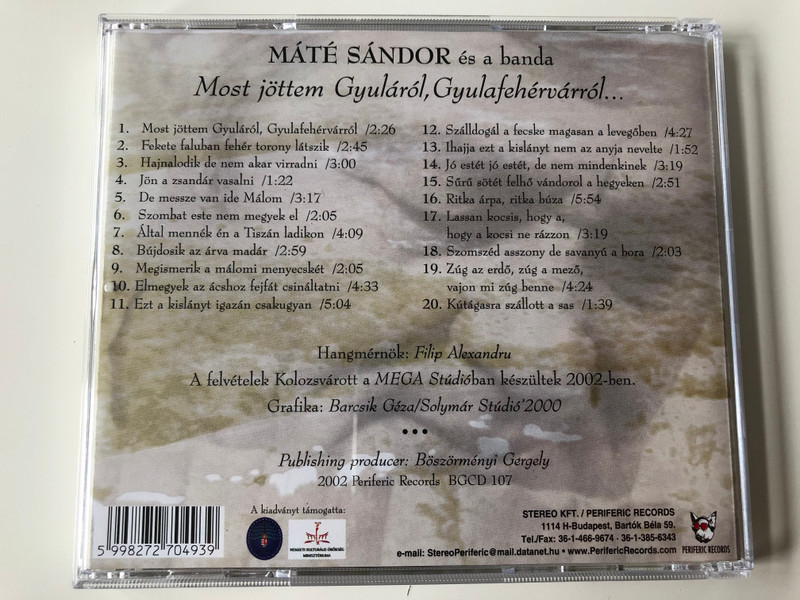 MÁTÉ SÁNDOR és a banda
Most jöttem Gyuláról, Gyulafehérvárról...
1. Most jöttem Gyuláról, Gyulafehérvárról /2:26
2. Fekete faluban fehér torony látszik /2:45
3. Hajnalodik de nem akar virradni /3:00
4. Jön a zsandár vasalni /1:22
5. De messze van ide Málom /3:17
6. Szombat este nem megyek el /2:05
7. Által mennék én a Tiszán ladikon /4:09
8. Bújdosik az árva madár /2:59
9. Megismerik a málomi menyecskét /2:05
10. Elmegyek az ácshoz fejfát csináltatni /4:33
11. Ezt a kislányt igazán csakugyan /5:04
12. Szálldogál a fecske magasan a levegőben /4:27
13. Ihajja ezt a kislányt nem az anyja nevelte /1:52
14. Jó estét jó estét, de nem mindenkinek /3:19
15. Sűrű sötét felhő vándorol a hegyeken /2:51
16. Ritka árpa, ritka búza /5:54
17. Lassan kocsis, hogy a,
hogy a kocsi ne rázzon /3:19
18. Szomszéd asszony de savanyú a bora /2:03
19. Zúg az erdő, zúg a mező,
vajon mi zúg benne /4:24
20. Kútágasra szállott a sas /1:39
Hangmérnök: Filip Alexandru
A felvételek Kolozsvárott a MEGA Stúdióban készültek 2002-ben.
Grafika: Barcsik Géza/Solymár Stúdió'2000
•••
Publishing producer: Böszörményi Gergely
2002 Periferic Records BGCD 107
A kiadványt támogatta:
NEMZETI KULTURÁLIS ÖRÖKSÉG
MINISZTÉRIUMA
5 998272 704939
STEREO KFT. / PERIFERIC RECORDS
1114 H-Budapest, Bartók Béla 59.
Tel./Fax: 36-1-466-9674 · 36-1-385-6343
e-mail: StereoPeriferic@mail.datanet.hu • www.PerifericRecords.com
PERIFERIC RECORDS